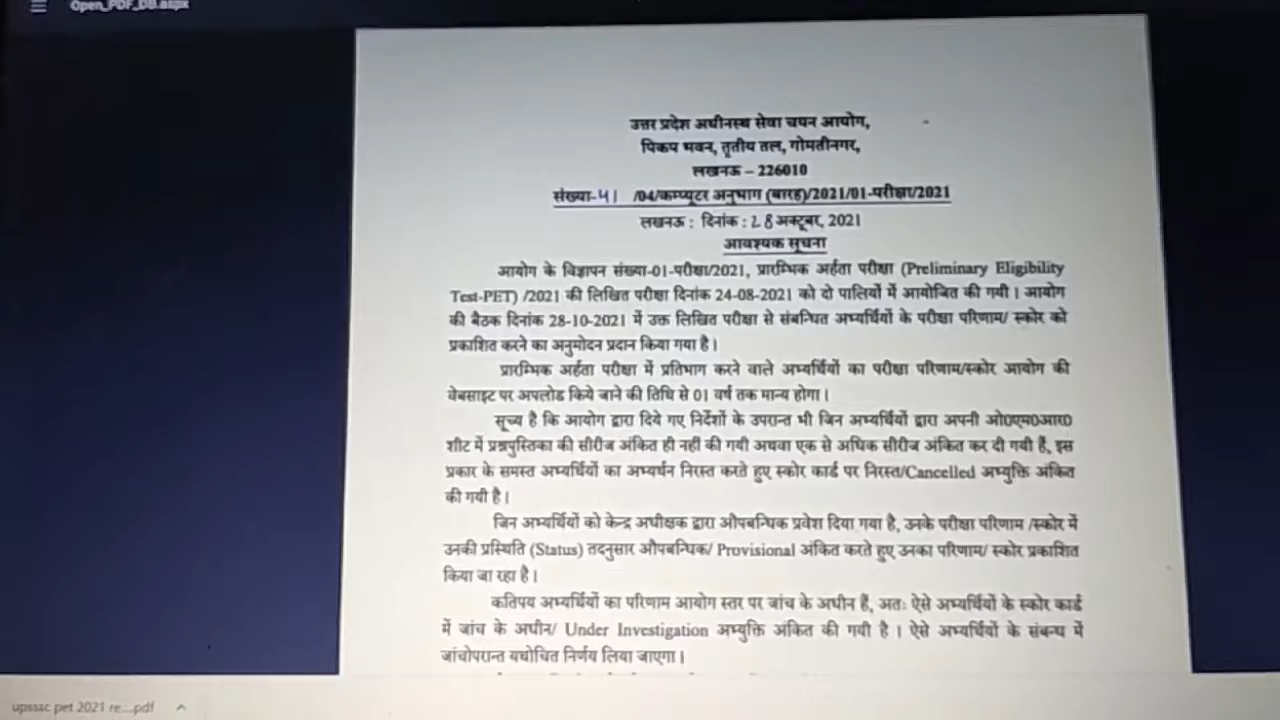 Open_PDF_DB.aspx
उत्तर प्रदेश अधीनस्थ सेवा चयन आयोग,
पिकप भवन, तृतीय तल, गोमतीनगर,
लखनऊ – 226010
संख्या-41 /04/कम्प्यूटर अनुभाग (बारह)/2021/01-परीक्षा/2021
लखनऊ : दिनांक : 28 अक्टूबर, 2021
आवश्यक सूचना
आयोग के विज्ञापन संख्या-01-परीक्षा/2021, प्रारम्भिक अर्हता परीक्षा (Preliminary Eligibility
Test-PET) /2021 की लिखित परीक्षा दिनांक 24-08-2021 को दो पालियों में आयोजित की गयी। आयोग
की बैठक दिनांक 28-10-2021 में उक्त लिखित परीक्षा से संबन्धित अभ्यर्थियों के परीक्षा परिणाम/ स्कोर को
प्रकाशित करने का अनुमोदन प्रदान किया गया है।
प्रारम्भिक अर्हता परीक्षा में प्रतिभाग करने वाले अभ्यर्थियों का परीक्षा परिणाम/स्कोर आयोग की
वेबसाइट पर अपलोड किये जाने की तिथि से 01 वर्ष तक मान्य होगा।
सूच्य है कि आयोग द्वारा दिये गए निर्देशों के उपरान्त भी जिन अभ्यर्थियों द्वारा अपनी ओ0एम0आर0
शीट में प्रश्नपुस्तिका की सीरीज अंकित ही नहीं की गयी अथवा एक से अधिक सीरीज अंकित कर दी गयी हैं, इस
प्रकार के समस्त अभ्यर्थियों का अभ्यर्थन निरस्त करते हुए स्कोर कार्ड पर निरस्त/Cancelled अभ्युक्ति अंकित
की गयी है।
जिन अभ्यर्थियों को केन्द्र अधीक्षक द्वारा औपबन्धिक प्रवेश दिया गया है, उनके परीक्षा परिणाम /स्कोर में
उनकी प्रस्थिति (Status) तदनुसार औपबन्धिक/ Provisional अंकित करते हुए उनका परिणाम/ स्कोर प्रकाशित
किया जा रहा है।
कतिपय अभ्यर्थियों का परिणाम आयोग स्तर पर जांच के अधीन हैं, अतः ऐसे अभ्यर्थियों के स्कोर कार्ड
में जांच के अधीन/ Under Investigation अभ्युक्ति अंकित की गयी है। ऐसे अभ्यर्थियों के संबन्ध में
जांचोपरान्त यथोचित निर्णय लिया जाएगा।
upsssc pet 2021 re....pdf